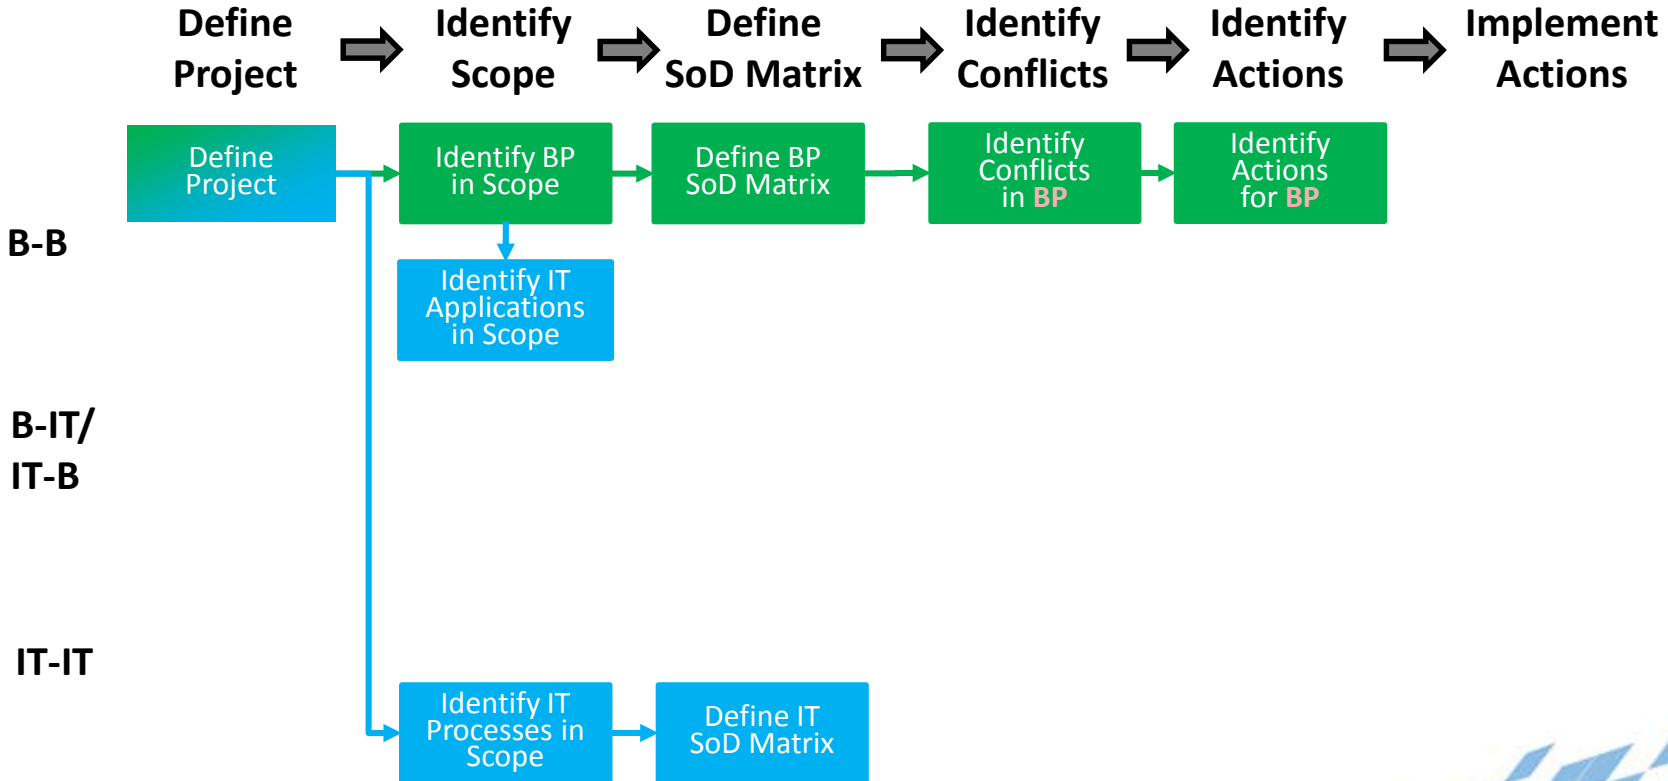 Define
Project
Identify
Scope
Define
SoD Matrix
Identify
Conflicts
Identify
Actions
Implement
Actions
Define
Project
Identify BP
in Scope
Define BP
SoD Matrix
Identify
Conflicts
in BP
Identify
Actions
for BP
B-B
Identify IT
Applications
in Scope
B-IT/
IT-B
IT-IT
Identify IT
Processes in
Scope
Define IT
SoD Matrix